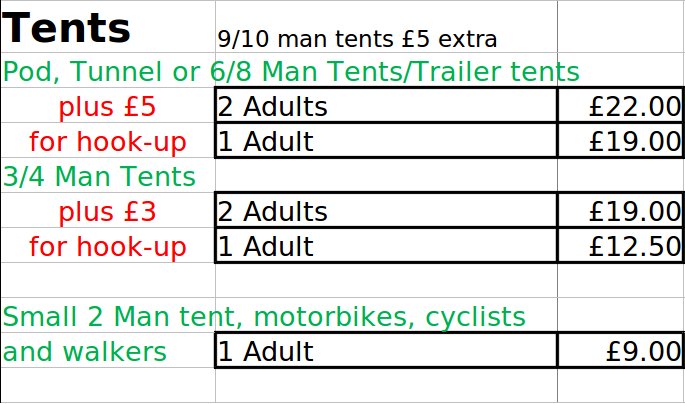 Tents 9/10 man tents £5 extra
Pod, Tunnel or 6/8 Man Tents/Trailer tents
plus £5 2 Adults £22.00
for hook-up 1 Adult £19.00
3/4 Man Tents
plus £3 2 Adults £19.00
for hook-up 1 Adult £12.50
Small 2 Man tent, motorbikes, cyclists
and walkers 1 Adult £9.00